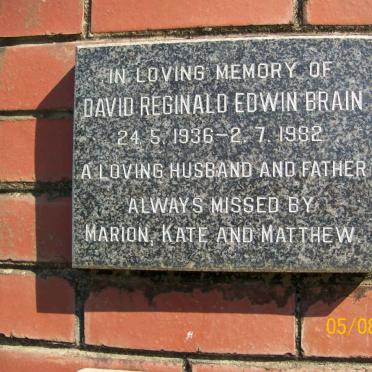 IN LOVING MEMORY OF
DAVID REGINALD EDWIN BRAIN
24. 5. 1936 – 2. 7. 1982
A LOVING HUSBAND AND FATHER
ALWAYS MISSED BY
MARION, KATE AND MATTHEW
05/08